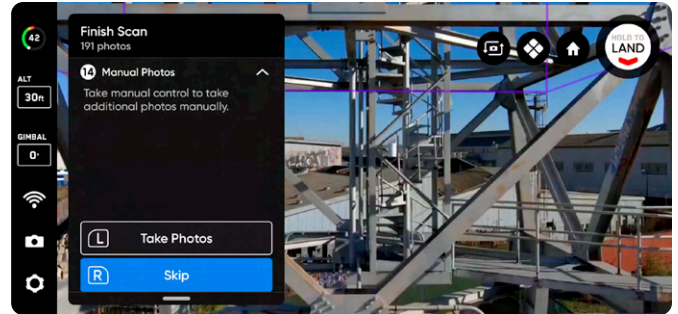 42
ALT
30FT
GIMBAL
0°
Finish Scan
191 photos
14 Manual Photos
Take manual control to take
additional photos manually.
L Take Photos
R Skip
HOLD TO
LAND